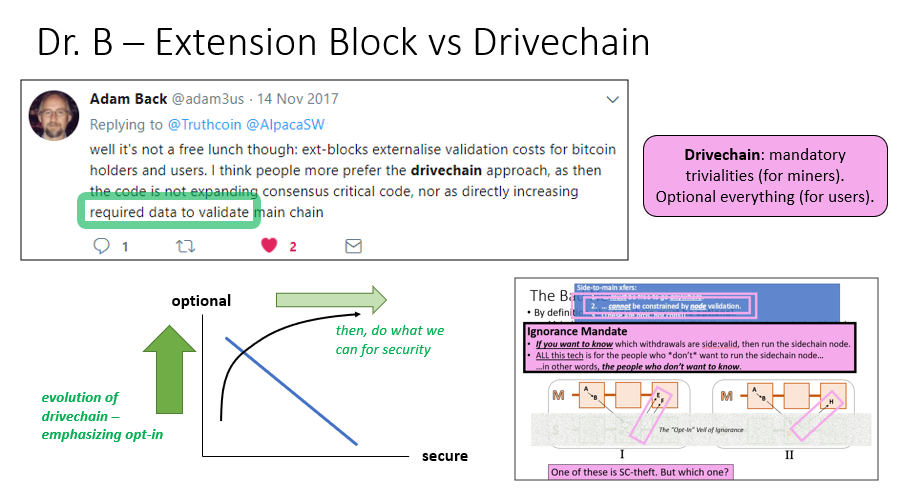 Dr. B – Extension Block vs Drivechain
Adam Back @adam3us · 14 Nov 2017
Replying to @Truthcoin @AlpacaSW
well it's not a free lunch though: ext-blocks externalise validation costs for bitcoin
holders and users. I think people more prefer the drivechain approach, as then
the code is not expanding consensus critical code, nor as directly increasing
required data to validate main chain
1
2
Drivechain: mandatory
trivialities (for miners).
Optional everything (for users).
optional
then, do what we
can for security
evolution of
drivechain –
emphasizing opt-in
secure
Side-to-main xfers:
The Ba
2. ... cannot be constrained by node validation.
• By defini
Ignorance Mandate
• If you want to know which withdrawals are side:valid, then run the sidechain node.
• ALL this tech is for the people who *don't* want to run the sidechain node...
...in other words, the people who don't want to know.
M A B E F
M A B H
The "Opt-In" Veil of Ignorance
I
II
One of these is SC-theft. But which one?